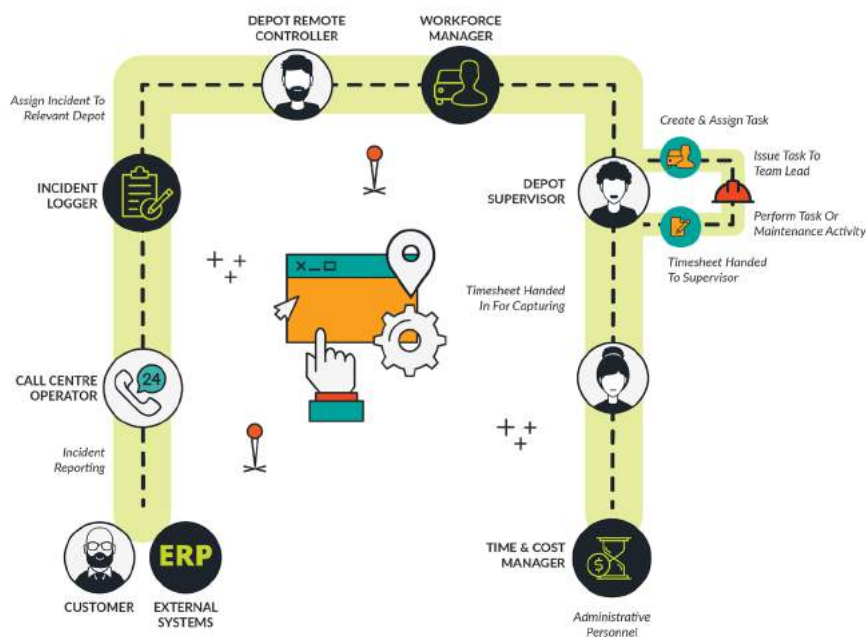 DEPOT REMOTE
CONTROLLER
WORKFORCE
MANAGER
Assign Incident To
Relevant Depot
Create & Assign Task
Issue Task To
Team Lead
INCIDENT
LOGGER
DEPOT
SUPERVISOR
Perform Task Or
Maintenance Activity
Timesheet Handed
To Supervisor
Timesheet Handed
In For Capturing
CALL CENTRE
OPERATOR
24
Incident
Reporting
ERP
$
TIME & COST
MANAGER
CUSTOMER
EXTERNAL
SYSTEMS
Administrative
Personnel